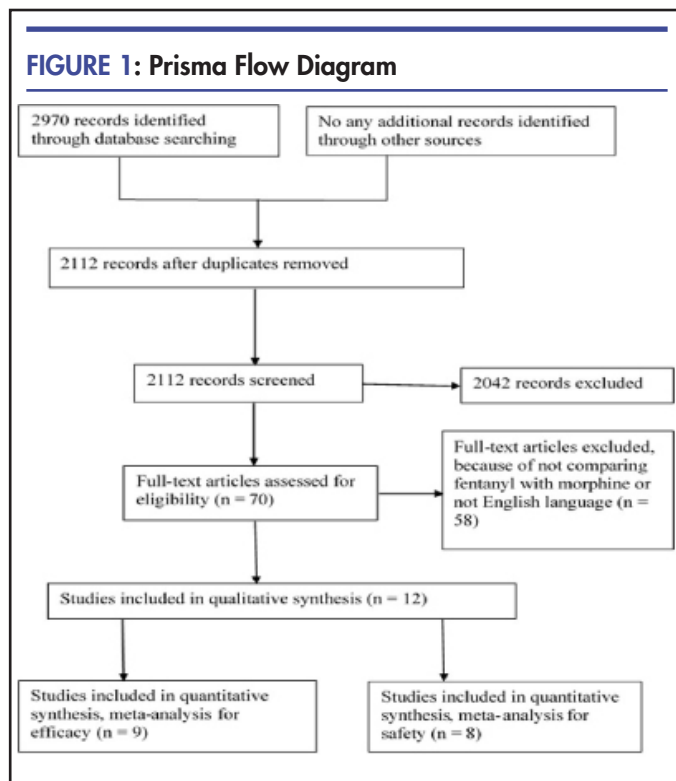 FIGURE 1: Prisma Flow Diagram
2970 records identified
through database searching
No any additional records identified
through other sources
2112 records after duplicates removed
2112 records screened
2042 records excluded
Full-text articles assessed for
eligibility (n = 70)
Full-text articles excluded,
because of not comparing
fentanyl with morphine or
not English language (n =
58)
Studies included in qualitative synthesis (n = 12)
Studies included in quantitative
synthesis, meta-analysis for
efficacy (n = 9)
Studies included in quantitative
synthesis, meta-analysis for
safety (n = 8)